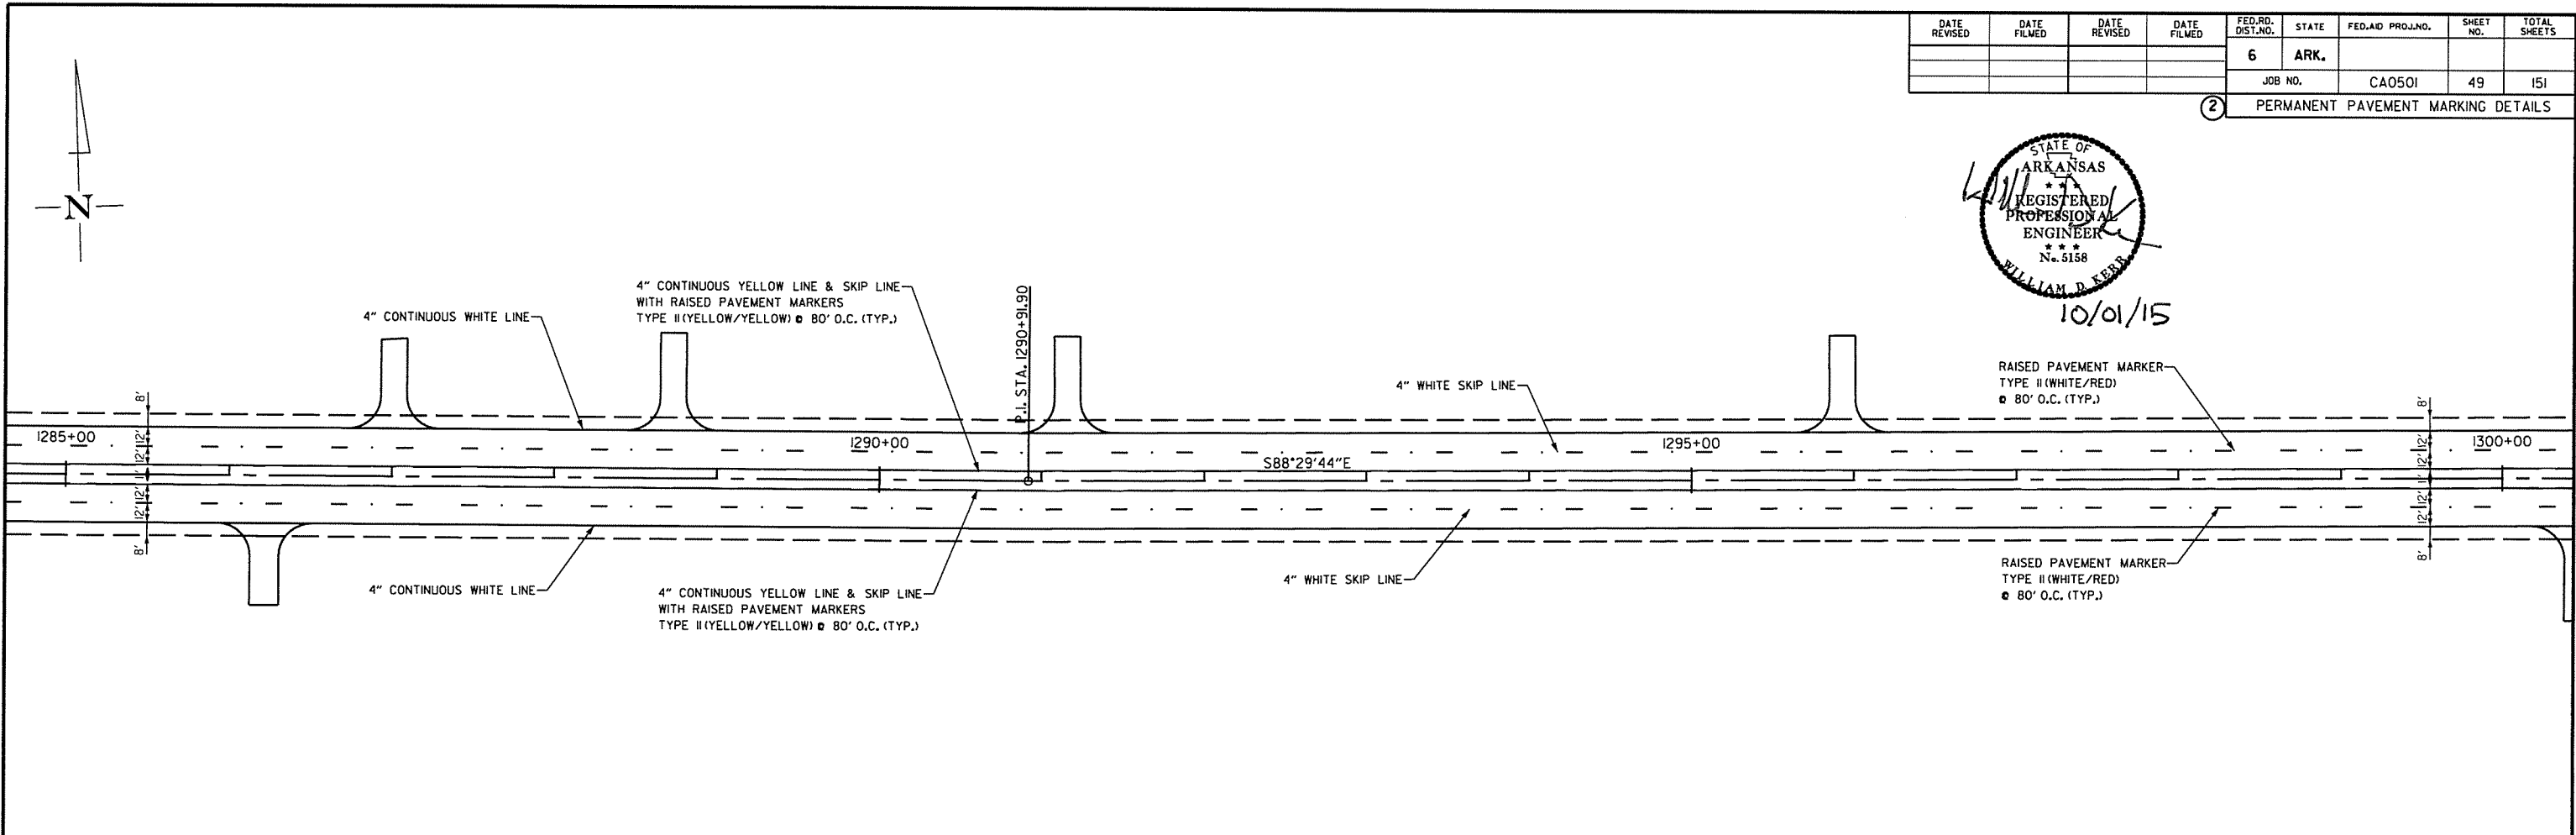 DATE REVISED
DATE FILMED
DATE REVISED
DATE FILMED
FED.RD. DIST.NO.
STATE
FED.AID PROJ.NO.
SHEET NO.
TOTAL SHEETS
6
ARK.
JOB NO.
CA0501
49
151
2
PERMANENT PAVEMENT MARKING DETAILS
N
STATE OF
ARKANSAS
REGISTERED
PROFESSIONAL
ENGINEER
No. 5158
WILLIAM D. KERR
10/01/15
4" CONTINUOUS WHITE LINE
4" CONTINUOUS YELLOW LINE & SKIP LINE
WITH RAISED PAVEMENT MARKERS
TYPE II (YELLOW/YELLOW) @ 80' O.C. (TYP.)
P.I. STA. 1290+91.90
4" WHITE SKIP LINE
RAISED PAVEMENT MARKER
TYPE II (WHITE/RED)
@ 80' O.C. (TYP.)
8'
12'
12'
12'
12'
8'
1285+00
1290+00
S88°29'44"E
1295+00
1300+00
8'
12'
12'
12'
12'
8'
4" CONTINUOUS WHITE LINE
4" CONTINUOUS YELLOW LINE & SKIP LINE
WITH RAISED PAVEMENT MARKERS
TYPE II (YELLOW/YELLOW) @ 80' O.C. (TYP.)
4" WHITE SKIP LINE
RAISED PAVEMENT MARKER
TYPE II (WHITE/RED)
@ 80' O.C. (TYP.)